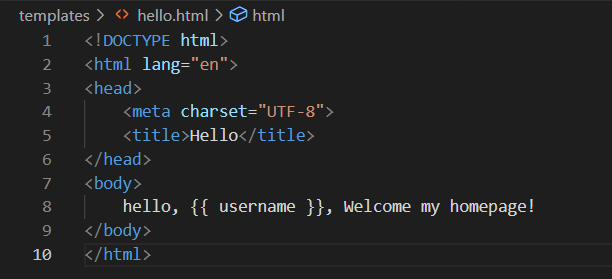 templates > hello.html > html
1 <!DOCTYPE html>
2 <html lang="en">
3 <head>
4     <meta charset="UTF-8">
5     <title>Hello</title>
6 </head>
7 <body>
8     hello, {{ username }}, Welcome my homepage!
9 </body>
10 </html>